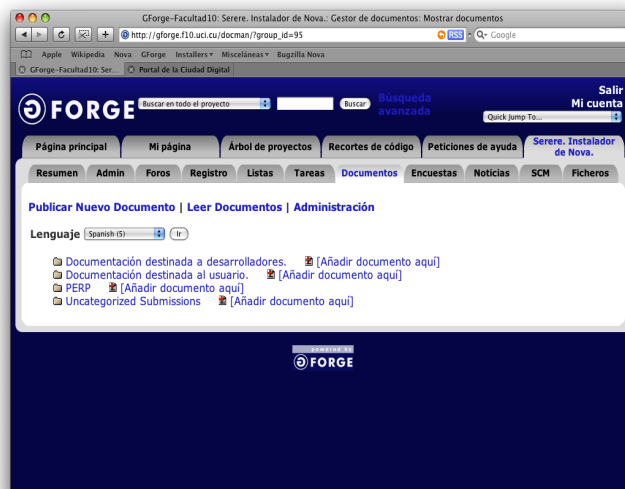 GForge-Facultad10: Serere. Instalador de Nova.: Gestor de documentos: Mostrar documentos
http://gforge.f10.uci.cu/docman/?group_id=95 RSS Google
Apple Wikipedia Nova GForge Installers Misceláneas Bugzilla Nova
GForge-Facultad10: Ser... Portal de la Ciudad Digital
Salir
Mi cuenta
Quick Jump To...
FORGE Buscar en todo el proyecto Buscar Búsqueda avanzada
Página principal Mi página Árbol de proyectos Recortes de código Peticiones de ayuda Serere. Instalador de Nova.
Resumen Admin Foros Registro Listas Tareas Documentos Encuestas Noticias SCM Ficheros
Publicar Nuevo Documento | Leer Documentos | Administración
Lenguaje Spanish (5) Ir
Documentación destinada a desarrolladores. [Añadir documento aquí]
Documentación destinada al usuario. [Añadir documento aquí]
PERP [Añadir documento aquí]
Uncategorized Submissions [Añadir documento aquí]
powered by
FORGE